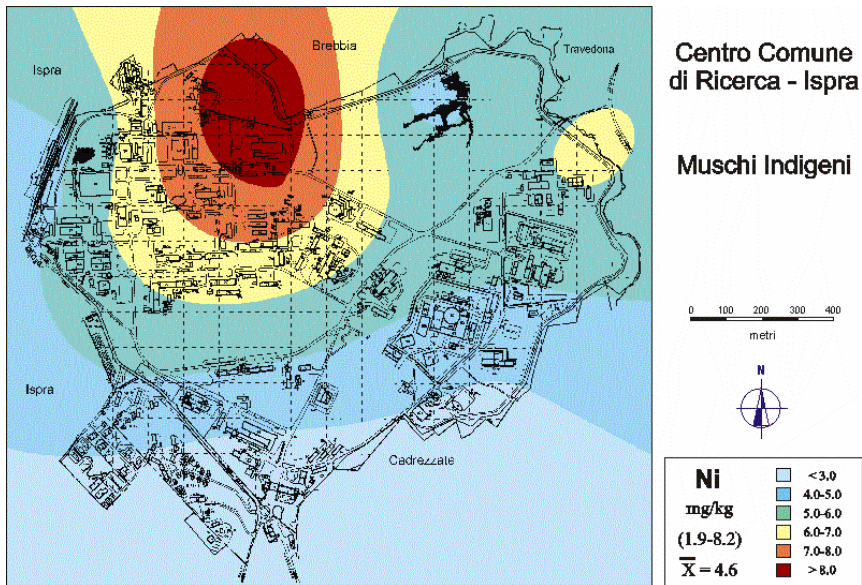 Brebbia
Travedona
Ispra
Ispra
Cadrezzate
Centro Comune
di Ricerca - Ispra
Muschi Indigeni
0 100 200 300 400
metri
N
Ni
mg/kg
(1.9-8.2)
X = 4.6
< 3.0
4.0-5.0
5.0-6.0
6.0-7.0
7.0-8.0
> 8.0